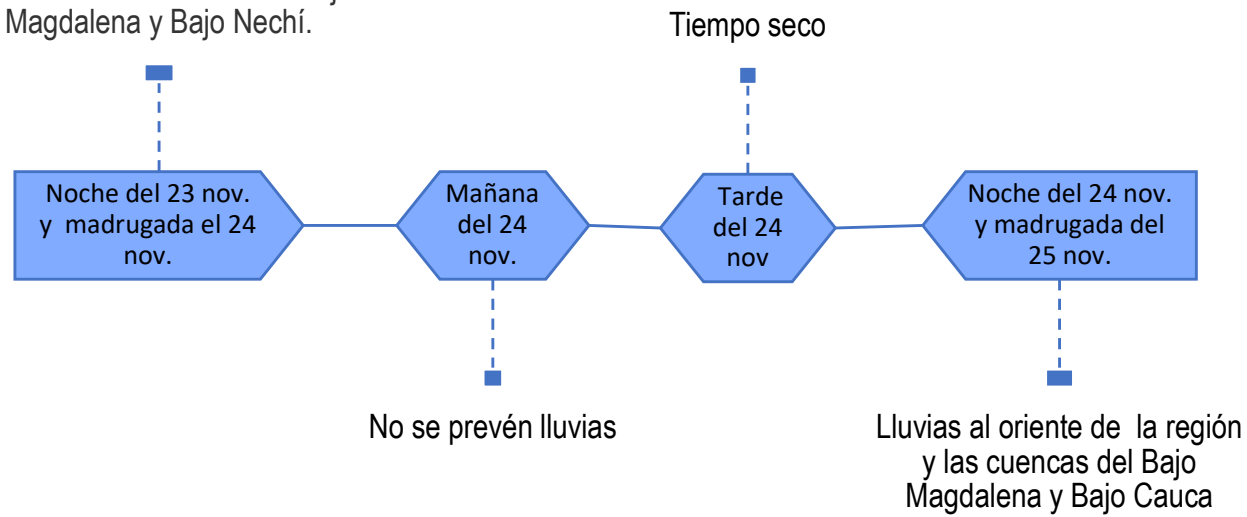 Magdalena y Bajo Nechí.
Tiempo seco
Noche del 23 nov.
y madrugada el 24
nov.
Mañana
del 24
nov.
Tarde
del 24
nov
Noche del 24 nov.
y madrugada del
25 nov.
No se prevén lluvias
Lluvias al oriente de la región
y las cuencas del Bajo
Magdalena y Bajo Cauca